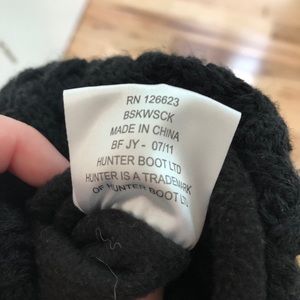 RN 126623
BSKWSCK
MADE IN CHINA
BF JY - 07/11
HUNTER BOOT LTD
HUNTER IS A TRADEMARK
OF HUNTER BOOT LTD